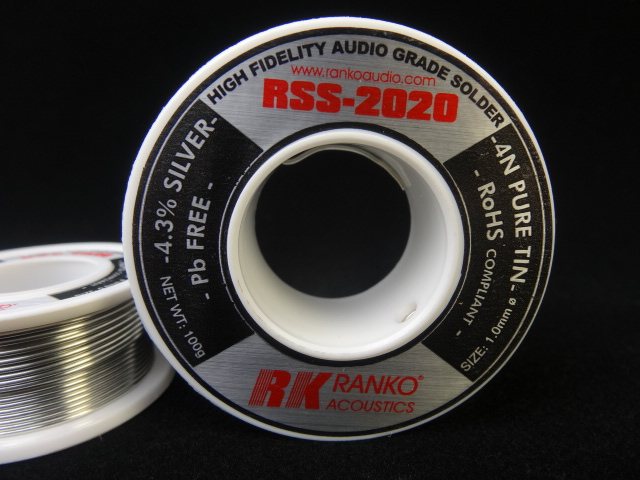 HIGH FIDELITY AUDIO GRADE SOLDER
www.rankoaudio.com
RSS-2020
-4.3% SILVER-
- Pb FREE -
NET WT: 100g
-4N PURE TIN-
- RoHS COMPLIANT -
SIZE: 1.0mm ø
RK RANKO®
ACOUSTICS